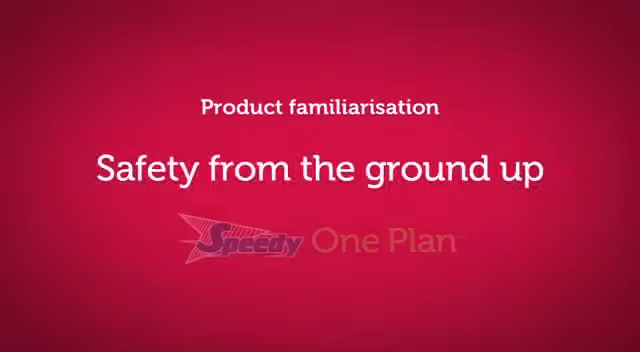 Product familiarisation
Safety from the ground up
Speedy One Plan